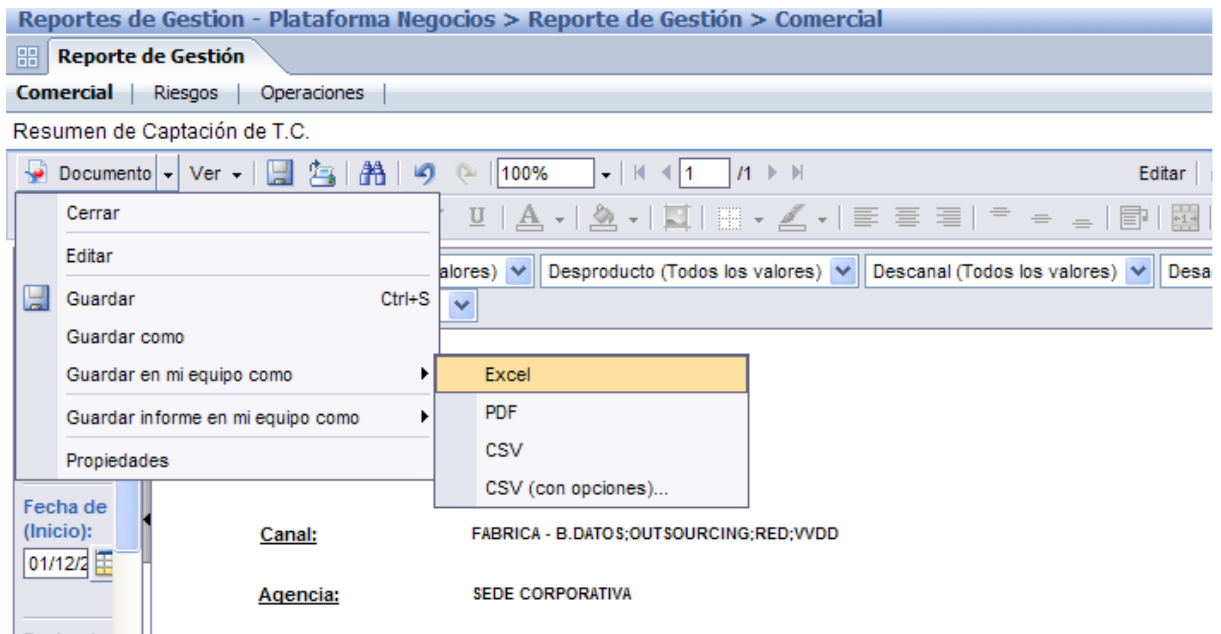 Reportes de Gestion - Plataforma Negocios > Reporte de Gestión > Comercial
Reporte de Gestión
Comercial | Riesgos | Operaciones |
Resumen de Captación de T.C.
Documento Ver 100% 1 /1 Editar
Cerrar
U A
Editar
alores) Desproducto (Todos los valores) Descanal (Todos los valores) Desa
Guardar Ctrl+S
Guardar como
Guardar en mi equipo como
Excel
PDF
Guardar informe en mi equipo como
CSV
Propiedades
CSV (con opciones)...
Fecha de
(Inicio):
Canal: FABRICA - B.DATOS;OUTSOURCING;RED;VVDD
01/12/2
Agencia: SEDE CORPORATIVA